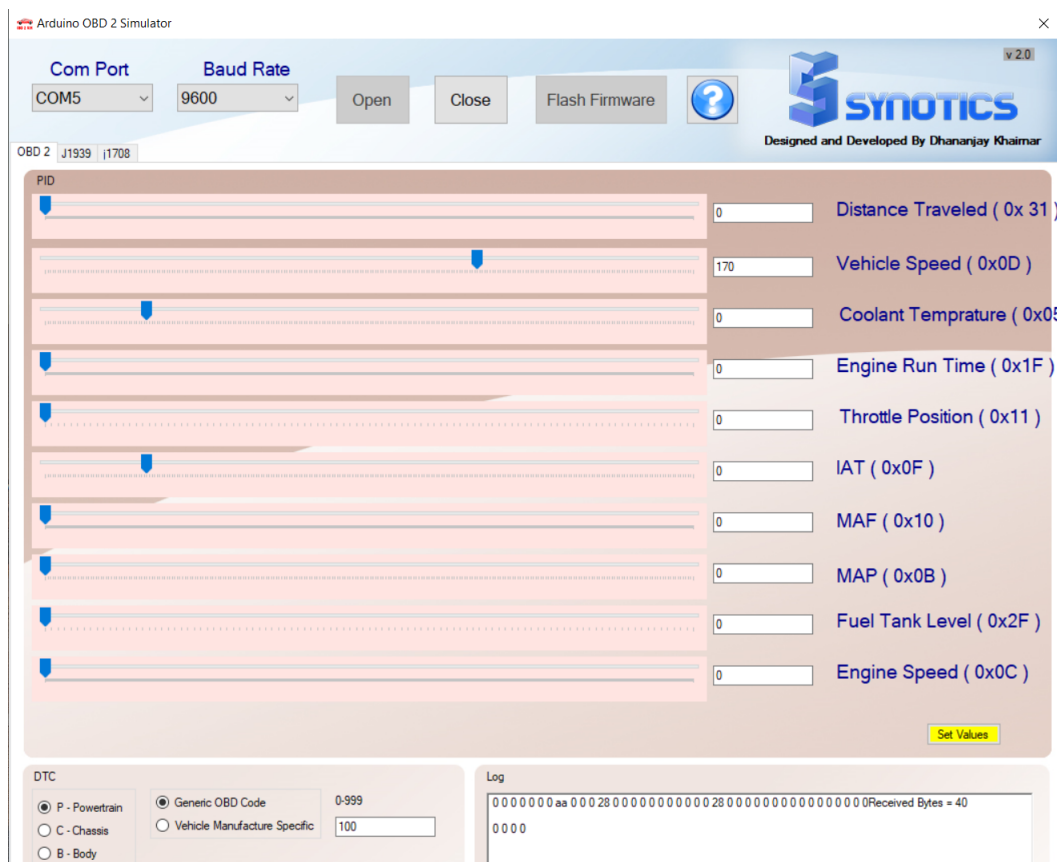 Arduino OBD 2 Simulator
v 2.0
Com Port Baud Rate
COM5 9600 Open Close Flash Firmware ?
SYNOTICS
Designed and Developed By Dhananjay Khairnar
OBD 2 J1939 j1708
PID
0 Distance Traveled ( 0x 31 )
170 Vehicle Speed ( 0x0D )
0 Coolant Temprature ( 0x05
0 Engine Run Time ( 0x1F )
0 Throttle Position ( 0x11 )
0 IAT ( 0x0F )
0 MAF ( 0x10 )
0 MAP ( 0x0B )
0 Fuel Tank Level ( 0x2F )
0 Engine Speed ( 0x0C )
Set Values
DTC
P - Powertrain
C - Chassis
B - Body
Generic OBD Code
Vehicle Manufacture Specific
0-999
100
Log
0 0 0 0 0 0 0 aa 0 0 0 28 0 0 0 0 0 0 0 0 0 0 0 28 0 0 0 0 0 0 0 0 0 0 0 0 0 0 0 0Received Bytes = 40
0 0 0 0